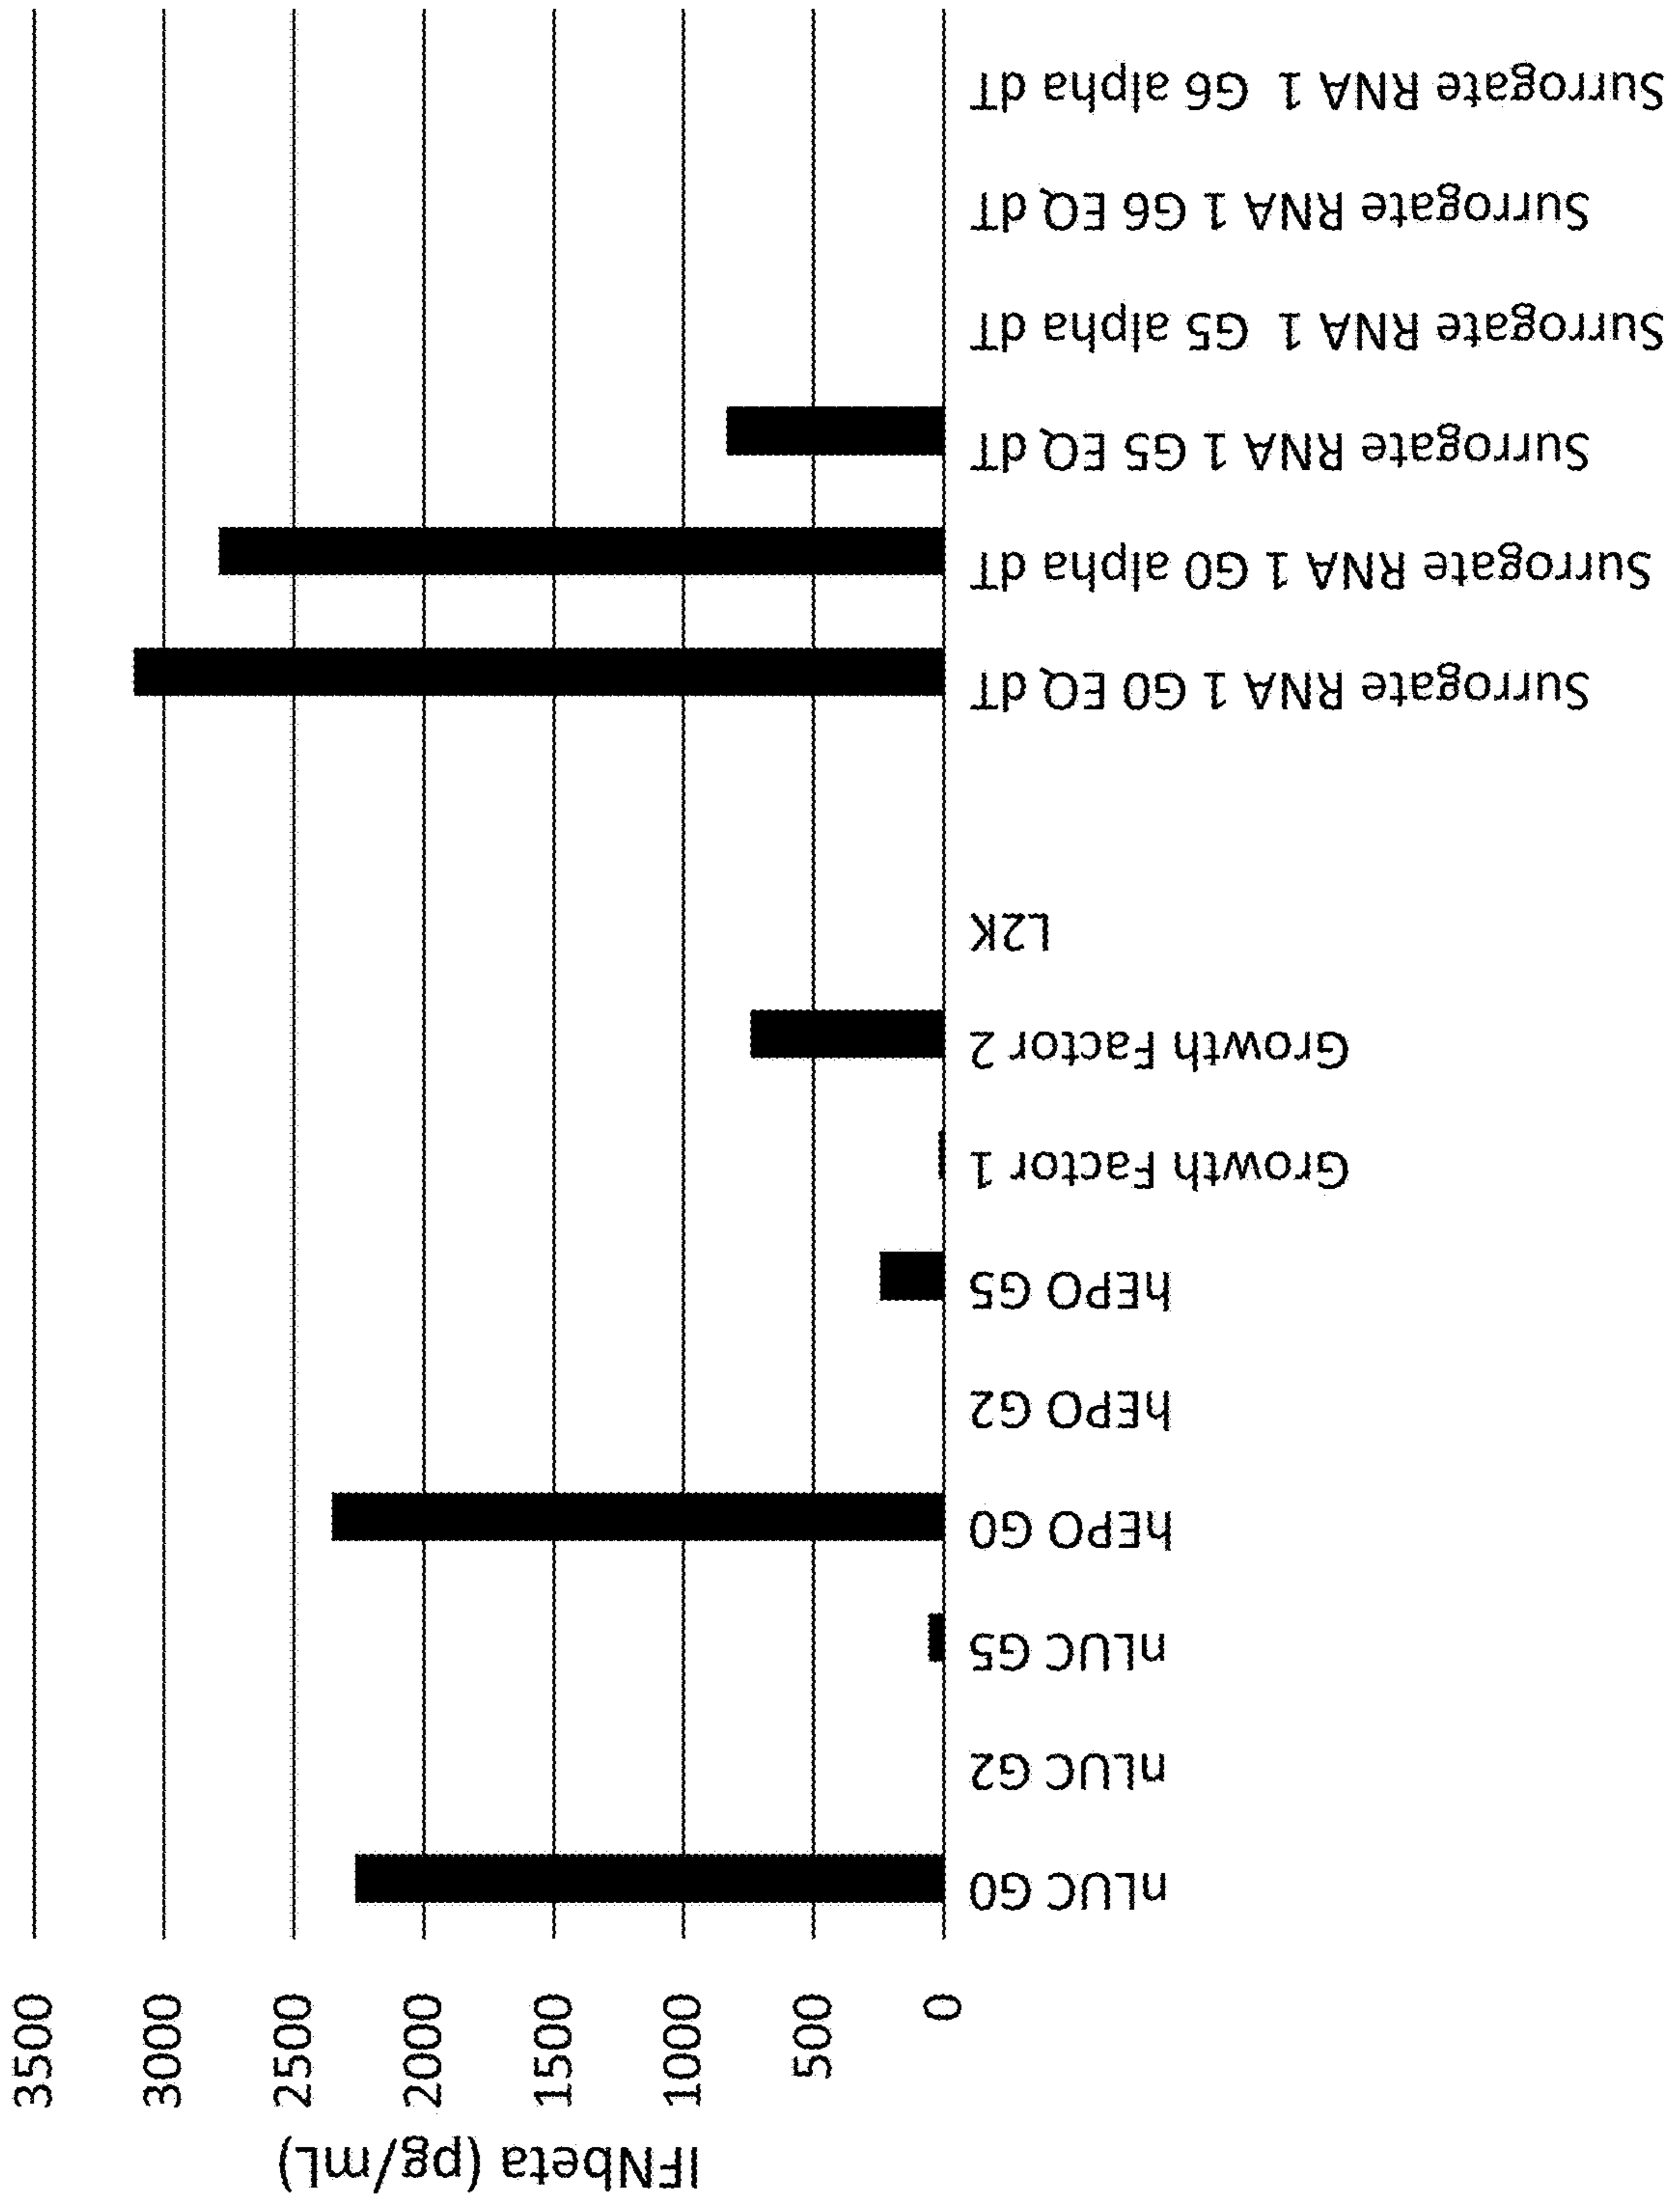 IFNbeta (pg/mL)
3500
3000
2500
2000
1500
1000
500
0
nLUC G0
nLUC G2
nLUC G5
hEPO G0
hEPO G2
hEPO G5
Growth Factor 1
Growth Factor 2
L2K
Surrogate RNA 1 G0 EQ dT
Surrogate RNA 1 G0 alpha dT
Surrogate RNA 1 G5 EQ dT
Surrogate RNA 1 G5 alpha dT
Surrogate RNA 1 G6 EQ dT
Surrogate RNA 1 G6 alpha dT